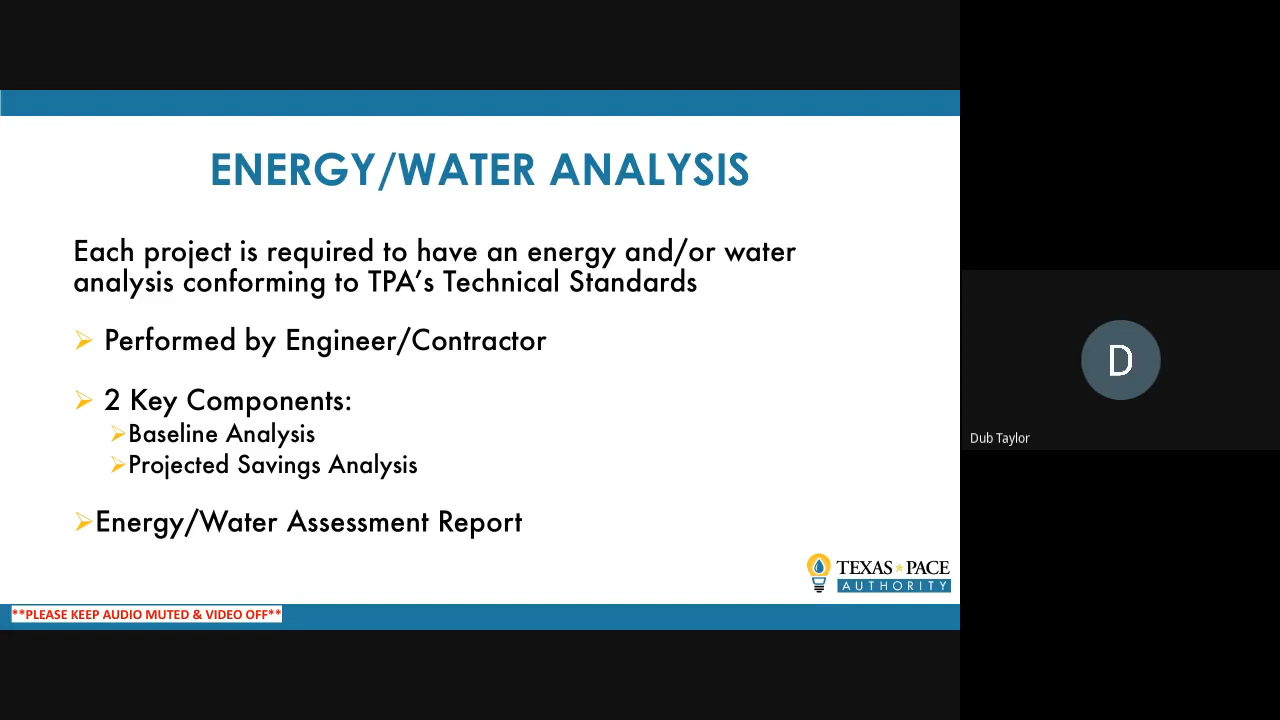 ENERGY/WATER ANALYSIS
Each project is required to have an energy and/or water
analysis conforming to TPA’s Technical Standards
Performed by Engineer/Contractor
2 Key Components:
Baseline Analysis
Projected Savings Analysis
Energy/Water Assessment Report
TEXAS PACE
AUTHORITY
**PLEASE KEEP AUDIO MUTED & VIDEO OFF**
D
Dub Taylor